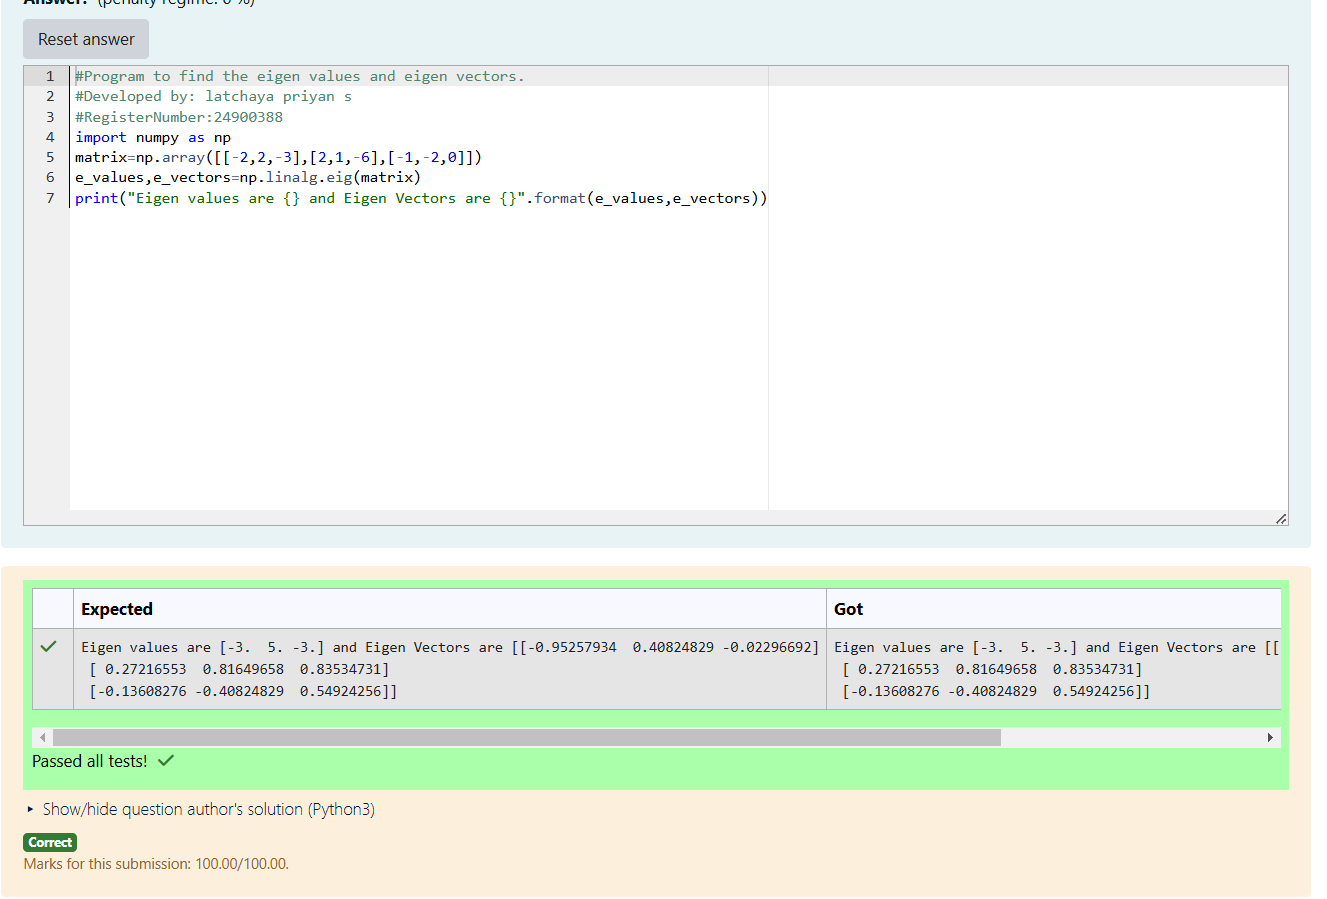 Answer: (penalty regime: 0 %)
Reset answer
1 #Program to find the eigen values and eigen vectors.
2 #Developed by: latchaya priyan s
3 #RegisterNumber:24900388
4 import numpy as np
5 matrix=np.array([[-2,2,-3],[2,1,-6],[-1,-2,0]])
6 e_values,e_vectors=np.linalg.eig(matrix)
7 print("Eigen values are {} and Eigen Vectors are {}".format(e_values,e_vectors))
Expected Got
Eigen values are [-3.  5. -3.] and Eigen Vectors are [[-0.95257934  0.40824829 -0.02296692] Eigen values are [-3.  5. -3.] and Eigen Vectors are [[
[ 0.27216553  0.81649658  0.83534731] [ 0.27216553  0.81649658  0.83534731]
[-0.13608276 -0.40824829  0.54924256]] [-0.13608276 -0.40824829  0.54924256]]
Passed all tests!
Show/hide question author's solution (Python3)
Correct
Marks for this submission: 100.00/100.00.